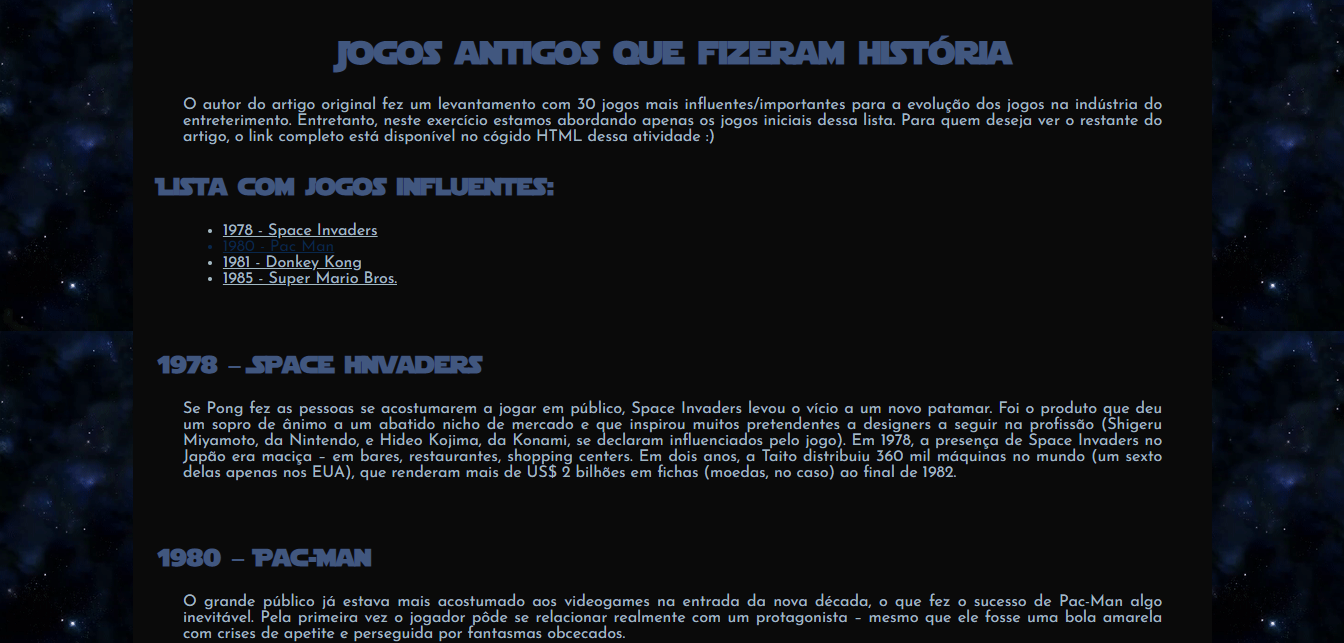 Jogos antigos que fizeram história
O autor do artigo original fez um levantamento com 30 jogos mais influentes/importantes para a evolução dos jogos na indústria do
entreterimento. Entretanto, neste exercício estamos abordando apenas os jogos iniciais dessa lista. Para quem deseja ver o restante do
artigo, o link completo está disponível no cógido HTML dessa atividade :)
Lista com jogos influentes:
• 1978 - Space Invaders
• 1980 - Pac Man
• 1981 - Donkey Kong
• 1985 - Super Mario Bros.
1978 – Space Invaders
Se Pong fez as pessoas se acostumarem a jogar em público, Space Invaders levou o vício a um novo patamar. Foi o produto que deu
um sopro de ânimo a um abatido nicho de mercado e que inspirou muitos pretendentes a designers a seguir na profissão (Shigeru
Miyamoto, da Nintendo, e Hideo Kojima, da Konami, se declaram influenciados pelo jogo). Em 1978, a presença de Space Invaders no
Japão era maciça – em bares, restaurantes, shopping centers. Em dois anos, a Taito distribuiu 360 mil máquinas no mundo (um sexto
delas apenas nos EUA), que renderam mais de US$ 2 bilhões em fichas (moedas, no caso) ao final de 1982.
1980 – Pac-Man
O grande público já estava mais acostumado aos videogames na entrada da nova década, o que fez o sucesso de Pac-Man algo
inevitável. Pela primeira vez o jogador pôde se relacionar realmente com um protagonista – mesmo que ele fosse uma bola amarela
com crises de apetite e perseguida por fantasmas obcecados.